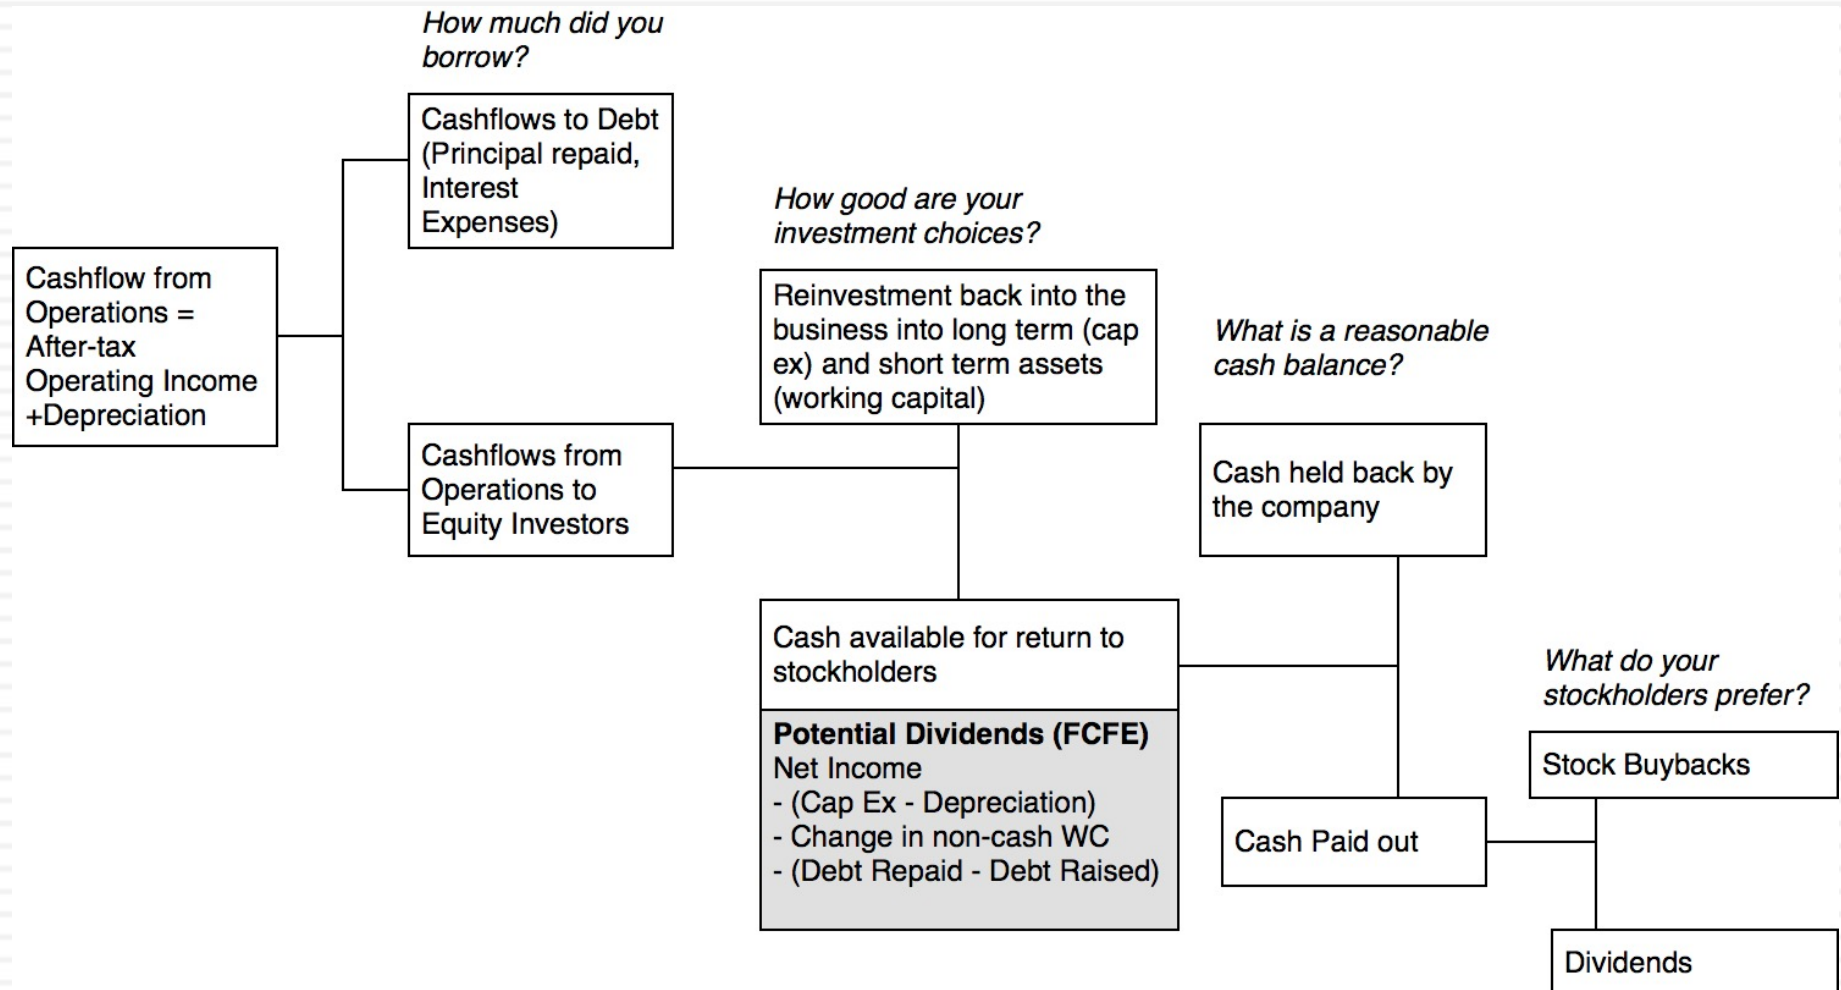 How much did you
borrow?
Cashflows to Debt
(Principal repaid,
Interest
Expenses)
How good are your
investment choices?
Cashflow from
Operations =
After-tax
Operating Income
+Depreciation
Reinvestment back into the
business into long term (cap
ex) and short term assets
(working capital)
What is a reasonable
cash balance?
Cashflows from
Operations to
Equity Investors
Cash held back by
the company
Cash available for return to
stockholders
What do your
stockholders prefer?
Potential Dividends (FCFE)
Net Income
- (Cap Ex - Depreciation)
- Change in non-cash WC
- (Debt Repaid - Debt Raised)
Stock Buybacks
Cash Paid out
Dividends